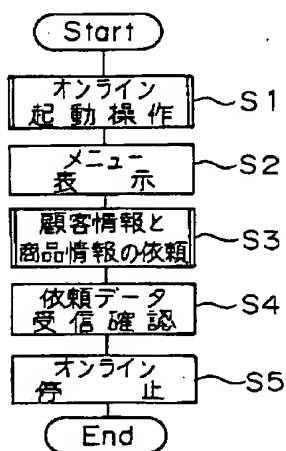 Start
オンライン
起動操作
S1
メニュー
表示
S2
顧客情報と
商品情報の依頼
S3
依頼データ
受信確認
S4
オンライン
停止
S5
End